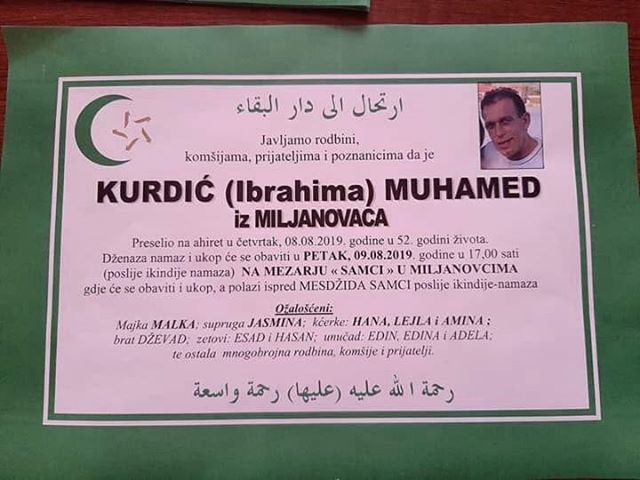 ارتحال الى دار البقاء
Javljamo rodbini,
komšijama, prijateljima i poznanicima da je
KURDIĆ (Ibrahima) MUHAMED
iz MILJANOVACA
Preselio na ahiret u četvrtak, 08.08.2019. godine u 52. godini života.
Dženaza namaz i ukop će se obaviti u PETAK, 09.08.2019. godine u 17,00 sati
(poslije ikindije namaza) NA MEZARJU « SAMCI » U MILJANOVCIMA
gdje će se obaviti i ukop, a polazi ispred MESDŽIDA SAMCI poslije ikindije-namaza
Ožalošćeni:
Majka MALKA; supruga JASMINA; kćerke: HANA, LEJLA i AMINA ;
brat DŽEVAD; zetovi: ESAD i HASAN; unučad: EDIN, EDINA i ADELA;
te ostala mnogobrojna rodbina, komšije i prijatelji.
رحمة الله عليه (عليها) رحمة واسعة